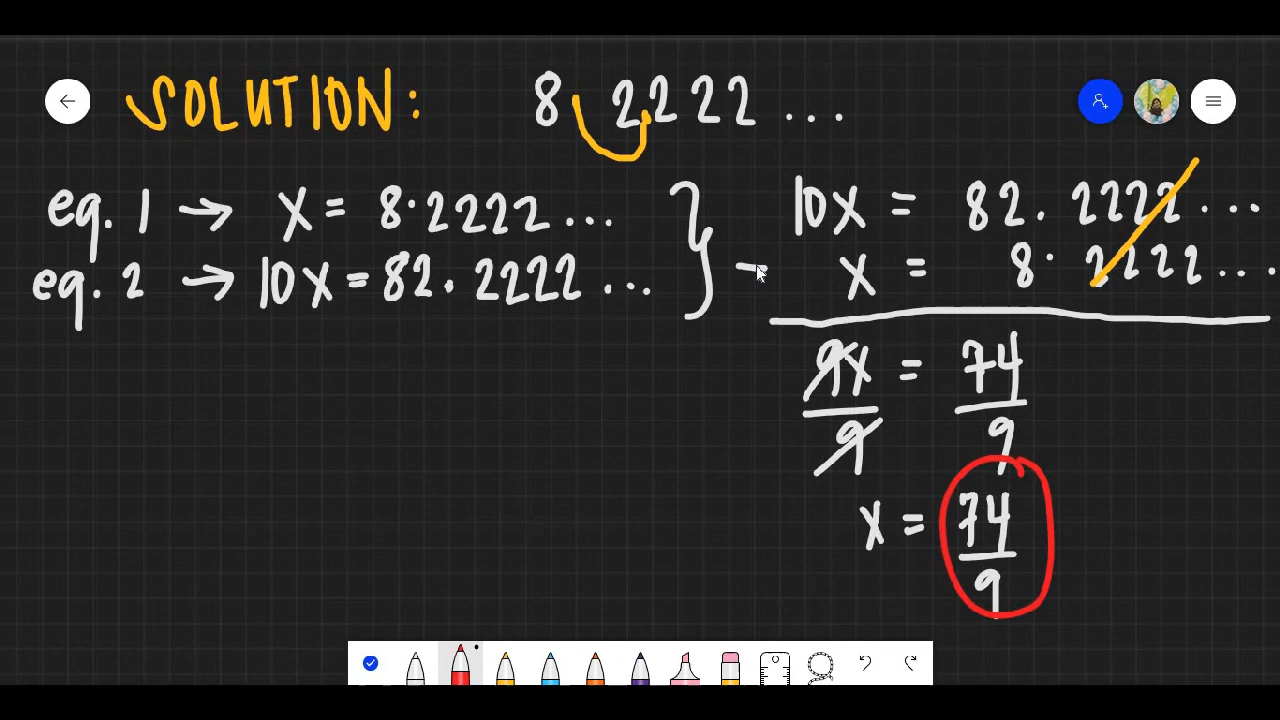 SOLUTION: 8 2222 ...
eq. 1 → x = 8.2222 ...
eq. 2 → 10x = 82.2222 ...
} -
10x = 82.2222 ...
x = 8.2222 ...
9x = 74
9 9
x = 74
9